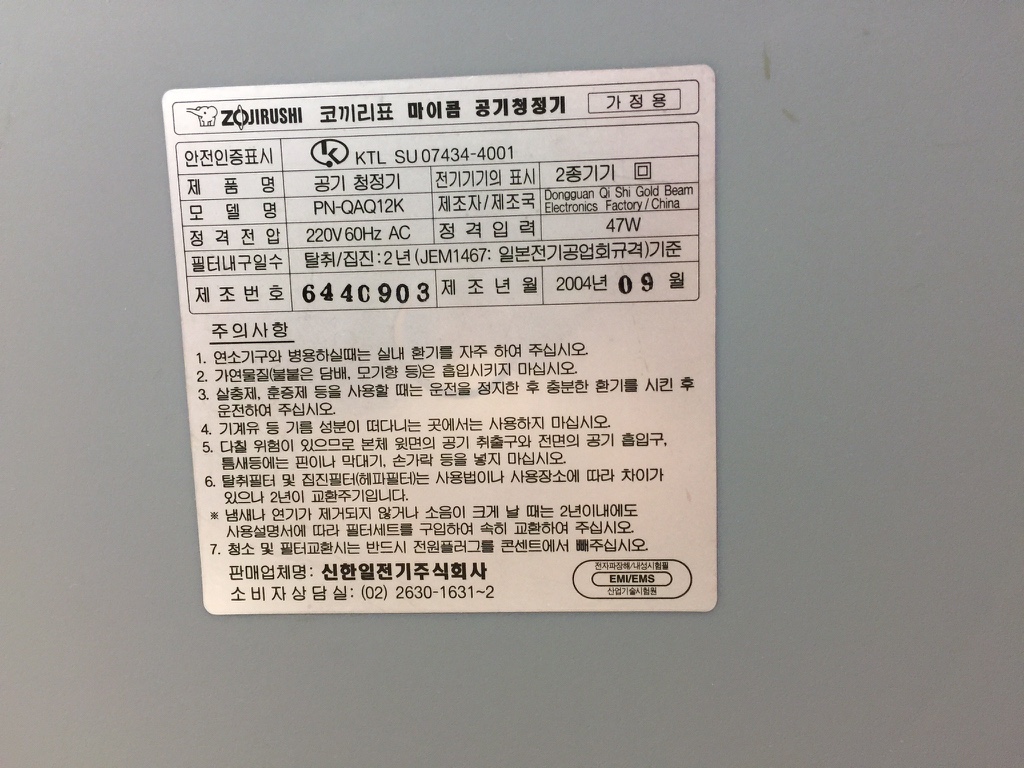 ZOJIRUSHI 코끼리표 마이콤 공기청정기 가정용
안전인증표시 KTL SU 07434-4001
제품명 공기 청정기 전기기기의 표시 2종기기
모델명 PN-QAQ12K 제조자/제조국 Dongguan Qi Shi Gold Beam Electronics Factory / China
정격전압 220V 60Hz AC 정격입력 47W
필터내구일수 탈취/집진:2년(JEM1467: 일본전기공업회규격)기준
제조번호 6440903 제조년월 2004년 09 월
주의사항
1. 연소기구와 병용하실때는 실내 환기를 자주 하여 주십시오.
2. 가연물질(불붙은 담배, 모기향 등)은 흡입시키지 마십시오.
3. 살충제, 훈증제 등을 사용할 때는 운전을 정지한 후 충분한 환기를 시킨 후
운전하여 주십시오.
4. 기계유 등 기름 성분이 떠다니는 곳에서는 사용하지 마십시오.
5. 다칠 위험이 있으므로 본체 윗면의 공기 취출구와 전면의 공기 흡입구,
틈새등에는 핀이나 막대기, 손가락 등을 넣지 마십시오.
6. 탈취필터 및 집진필터(헤파필터)는 사용법이나 사용장소에 따라 차이가
있으나 2년이 교환주기입니다.
※ 냄새나 연기가 제거되지 않거나 소음이 크게 날 때는 2년이내에도
사용설명서에 따라 필터세트를 구입하여 속히 교환하여 주십시오.
7. 청소 및 필터교환시는 반드시 전원플러그를 콘센트에서 빼주십시오.
판매업체명: 신한일전기주식회사
소비자상담실: (02) 2630-1631~2
전자파장해/내성시험필
EMI/EMS
산업기술시험원